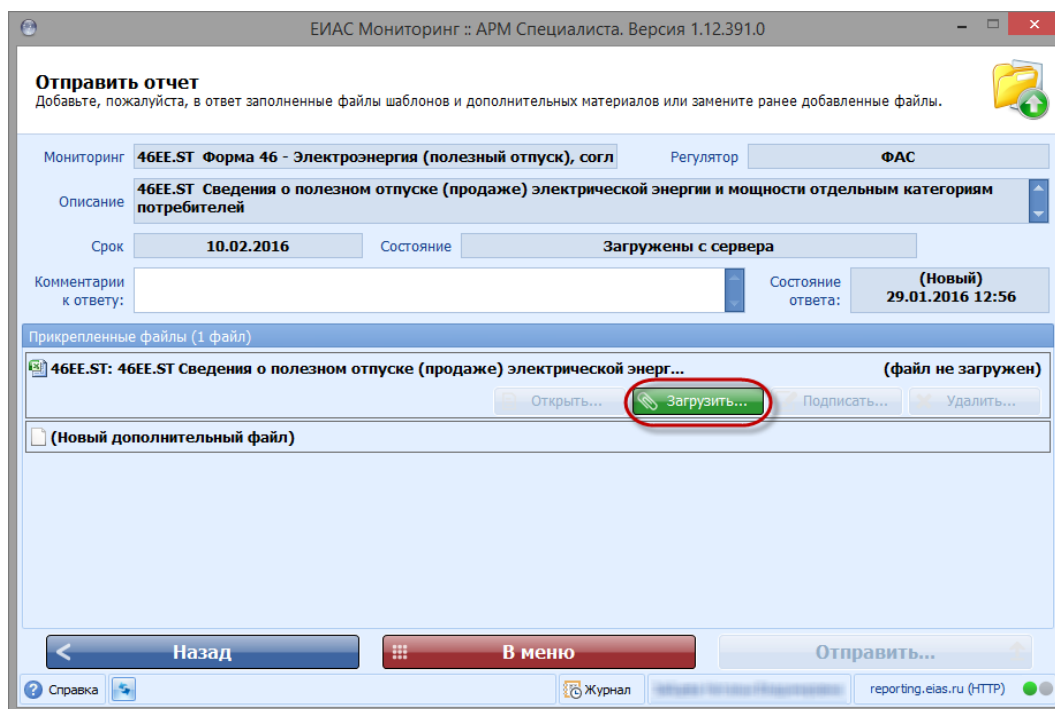 ЕИАС Мониторинг :: АРМ Специалиста. Версия 1.12.391.0
Отправить отчет
Добавьте, пожалуйста, в ответ заполненные файлы шаблонов и дополнительных материалов или замените ранее добавленные файлы.
Мониторинг 46EE.ST Форма 46 - Электроэнергия (полезный отпуск), согл Регулятор ФАС
Описание 46EE.ST Сведения о полезном отпуске (продаже) электрической энергии и мощности отдельным категориям
потребителей
Срок 10.02.2016 Состояние Загружены с сервера
Комментарии к ответу: Состояние ответа: (Новый)
29.01.2016 12:56
Прикрепленные файлы (1 файл)
46EE.ST: 46EE.ST Сведения о полезном отпуске (продаже) электрической энерг... (файл не загружен)
Открыть... Загрузить... Подписать... Удалить...
(Новый дополнительный файл)
Назад В меню Отправить...
Справка Журнал reporting.eias.ru (HTTP)